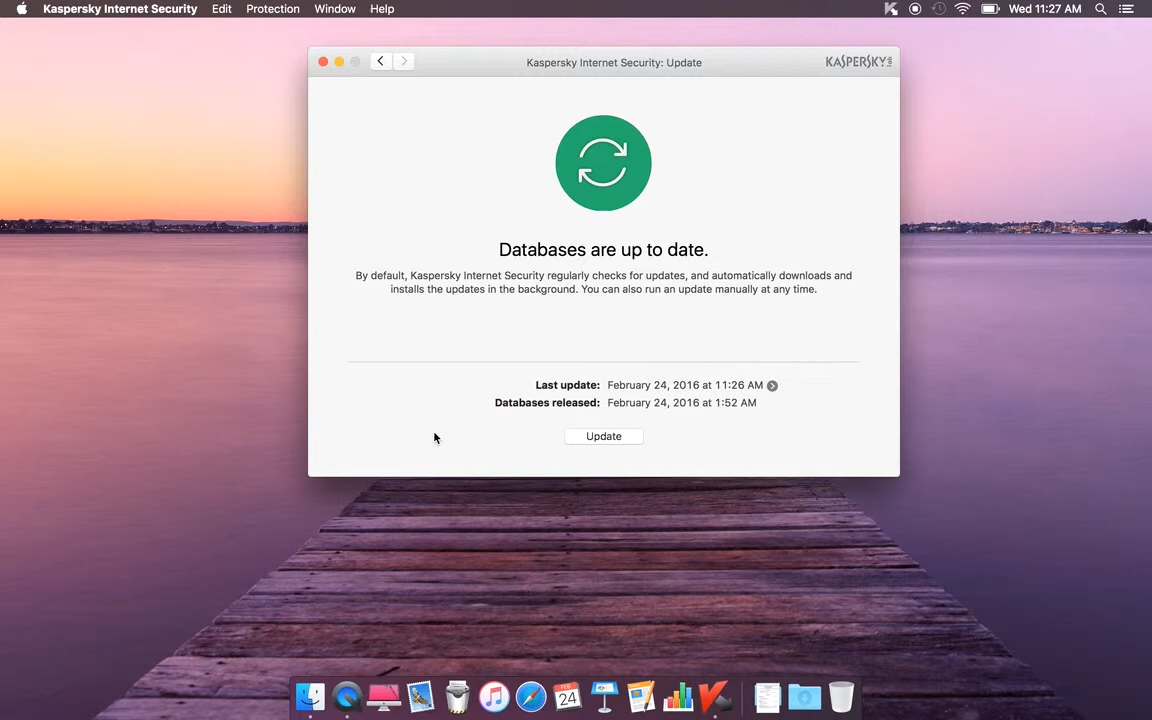 Kaspersky Internet Security Edit Protection Window Help Wed 11:27 AM
Kaspersky Internet Security: Update KASPERSKY lab
Databases are up to date.
By default, Kaspersky Internet Security regularly checks for updates, and automatically downloads and
installs the updates in the background. You can also run an update manually at any time.
Last update: February 24, 2016 at 11:26 AM
Databases released: February 24, 2016 at 1:52 AM
Update
FEB
24